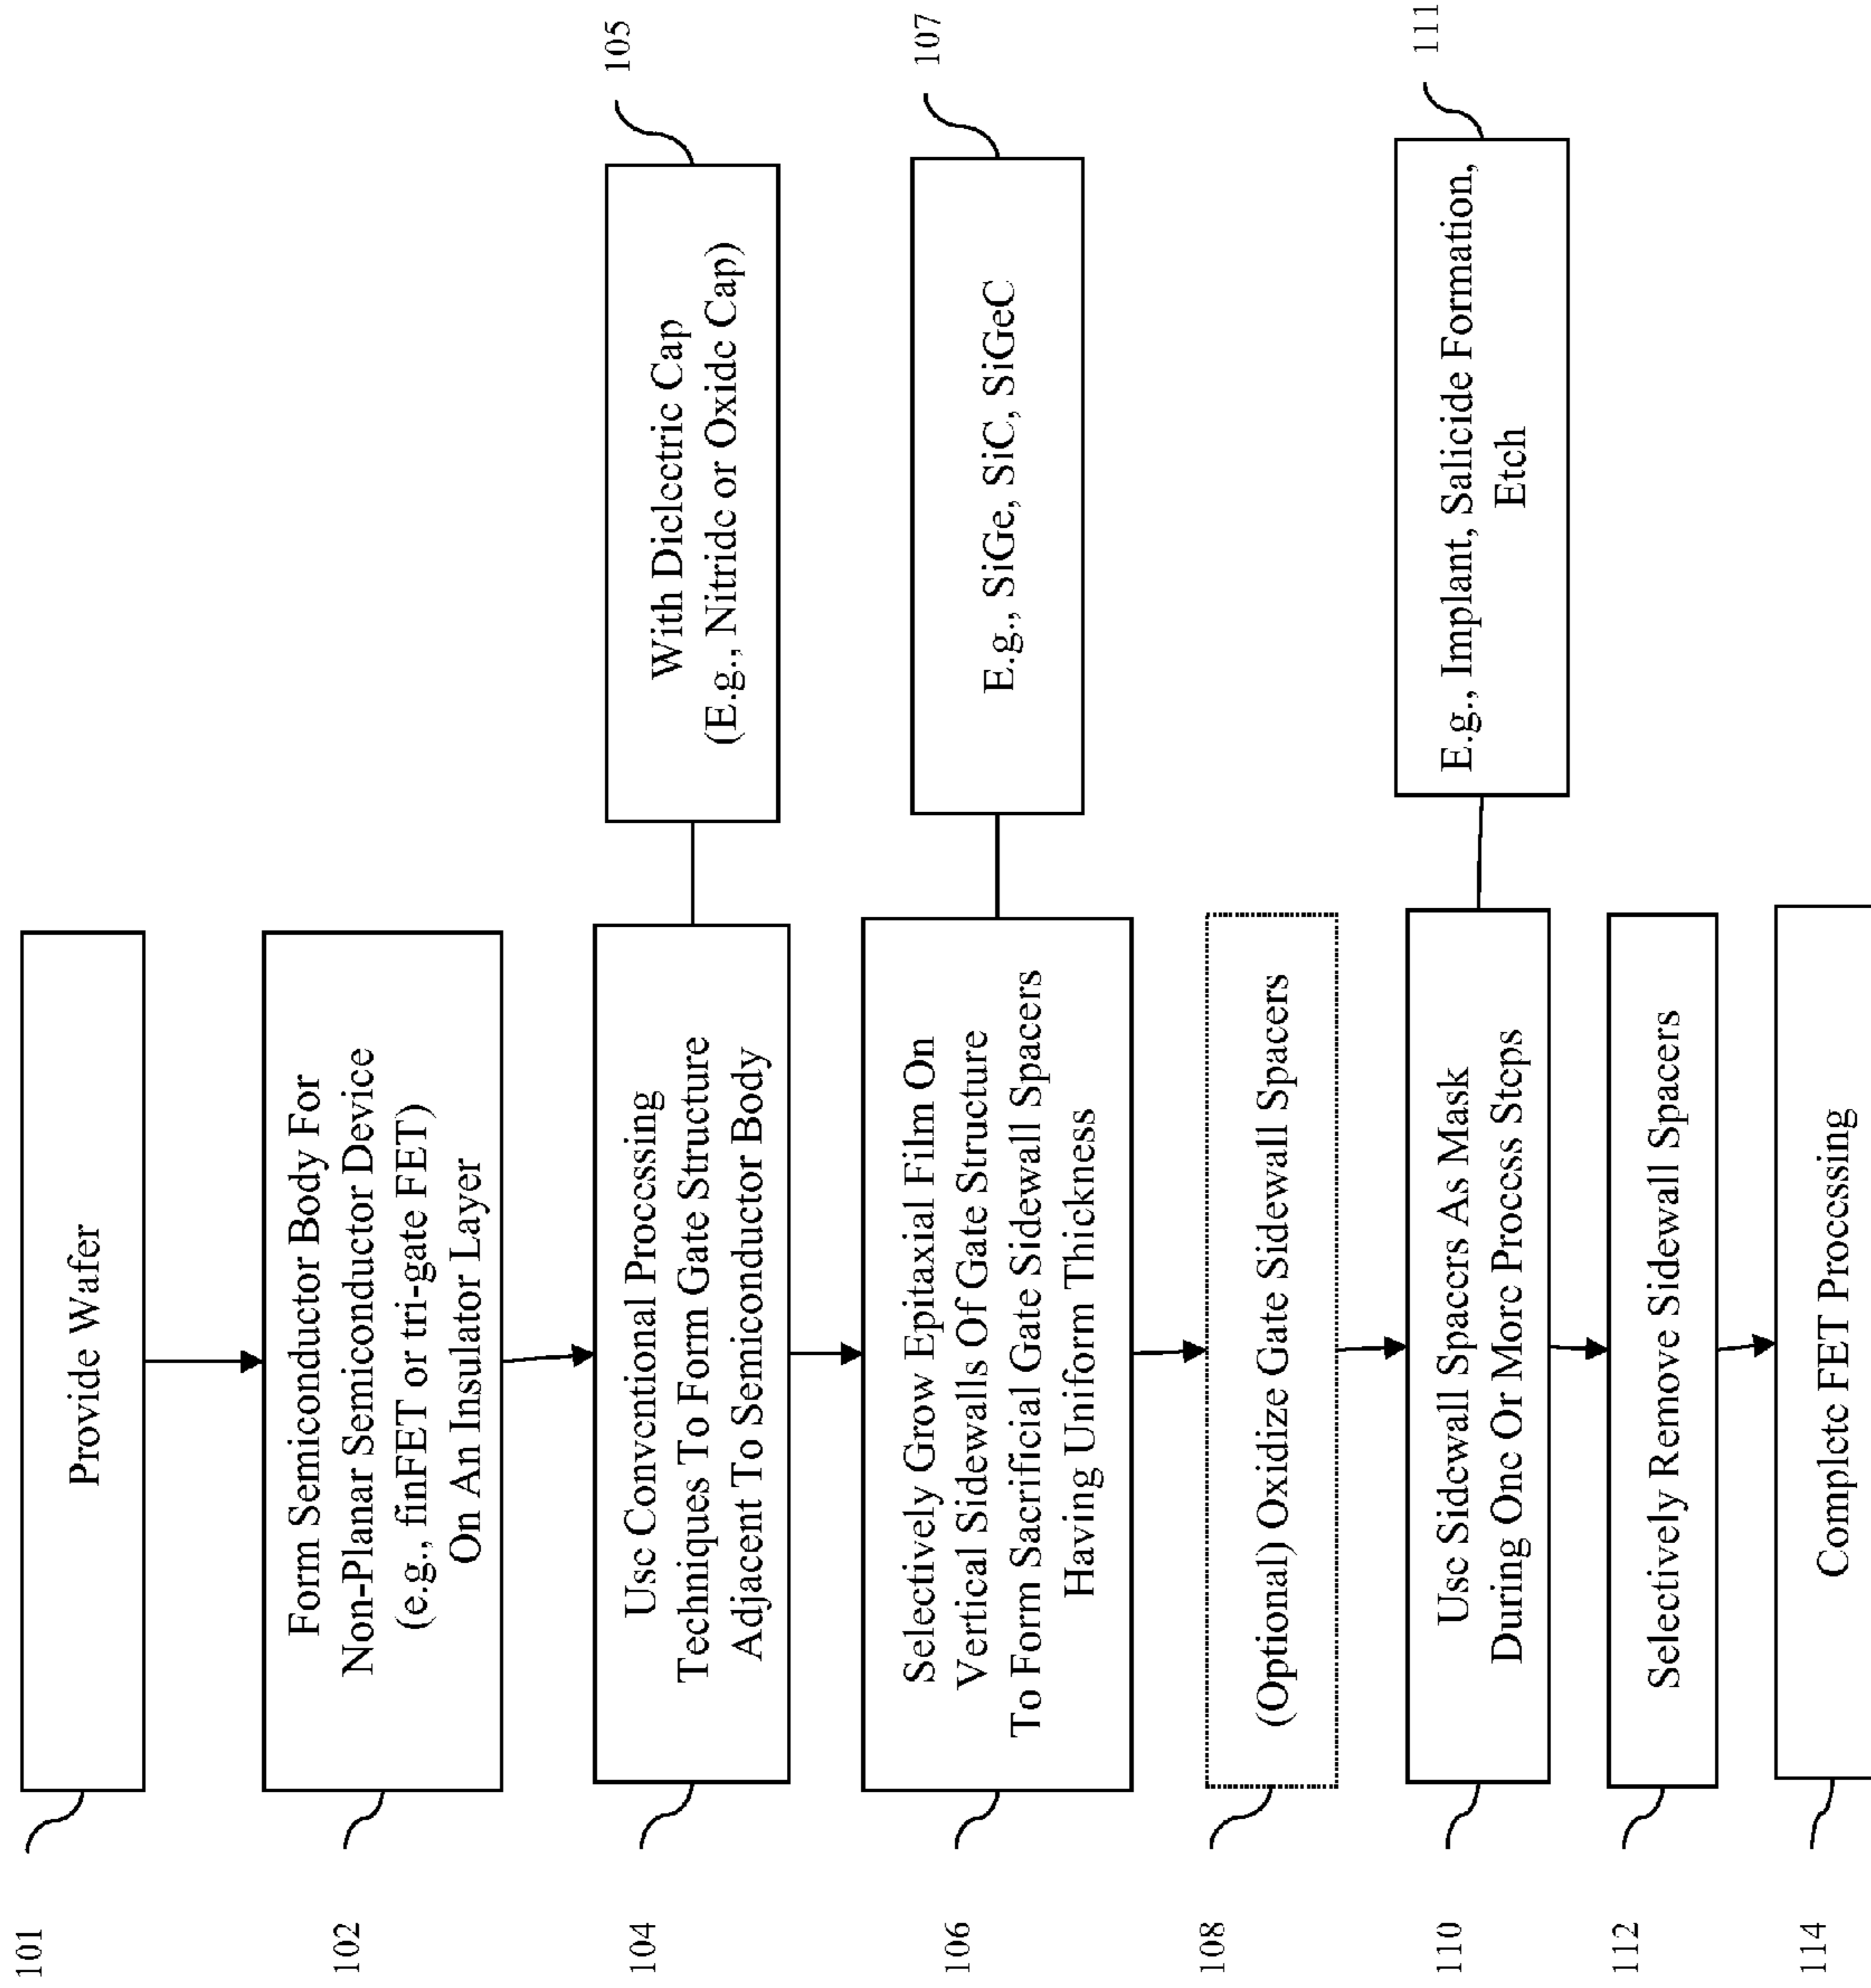 101
Provide Wafer
102
Form Semiconductor Body For
Non-Planar Semiconductor Device
(e.g., finFET or tri-gate FET)
On An Insulator Layer
104
Use Conventional Processing
Techniques To Form Gate Structure
Adjacent To Semiconductor Body
105
With Dielectric Cap
(E.g., Nitride or Oxide Cap)
106
Selectively Grow Epitaxial Film On
Vertical Sidewalls Of Gate Structure
To Form Sacrificial Gate Sidewall Spacers
Having Uniform Thickness
107
E.g., SiGe, SiC, SiGeC
108
(Optional) Oxidize Gate Sidewall Spacers
110
Use Sidewall Spacers As Mask
During One Or More Process Steps
111
E.g., Implant, Salicide Formation,
Etch
112
Selectively Remove Sidewall Spacers
114
Complete FET Processing